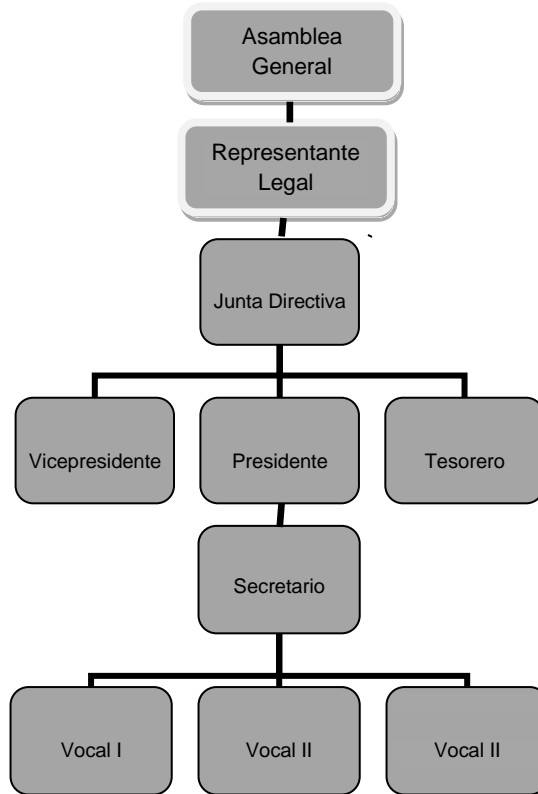 Asamblea
General
Representante
Legal
Junta Directiva
Vicepresidente
Presidente
Tesorero
Secretario
Vocal I
Vocal II
Vocal II